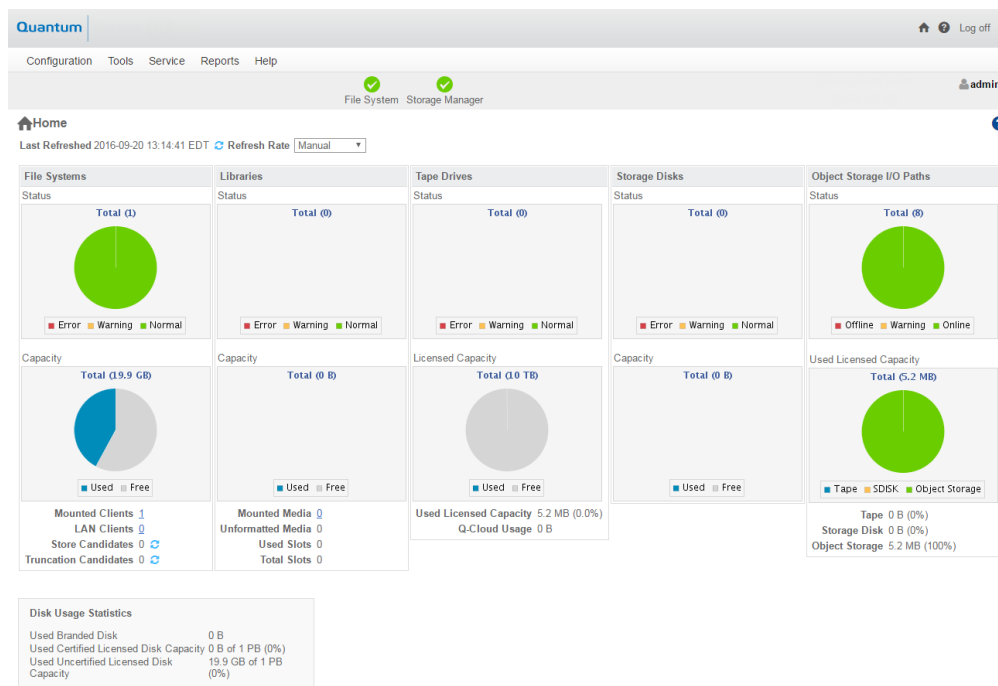 Quantum
Log off
Configuration Tools Service Reports Help
File System Storage Manager
admin
Home
Last Refreshed 2016-09-20 13:14:41 EDT Refresh Rate Manual
File Systems
Status
Total (1)
Error Warning Normal
Capacity
Total (19.9 GB)
Used Free
Mounted Clients 1
LAN Clients 0
Store Candidates 0
Truncation Candidates 0
Libraries
Status
Total (0)
Error Warning Normal
Capacity
Total (0 B)
Used Free
Mounted Media 0
Unformatted Media 0
Used Slots 0
Total Slots 0
Tape Drives
Status
Total (0)
Error Warning Normal
Licensed Capacity
Total (10 TB)
Used Free
Used Licensed Capacity 5.2 MB (0.0%)
Q-Cloud Usage 0 B
Storage Disks
Status
Total (0)
Error Warning Normal
Capacity
Total (0 B)
Used Free
Object Storage I/O Paths
Status
Total (8)
Offline Warning Online
Used Licensed Capacity
Total (5.2 MB)
Tape SDISK Object Storage
Tape 0 B (0%)
Storage Disk 0 B (0%)
Object Storage 5.2 MB (100%)
Disk Usage Statistics
Used Branded Disk 0 B
Used Certified Licensed Disk Capacity 0 B of 1 PB (0%)
Used Uncertified Licensed Disk 19.9 GB of 1 PB
Capacity (0%)